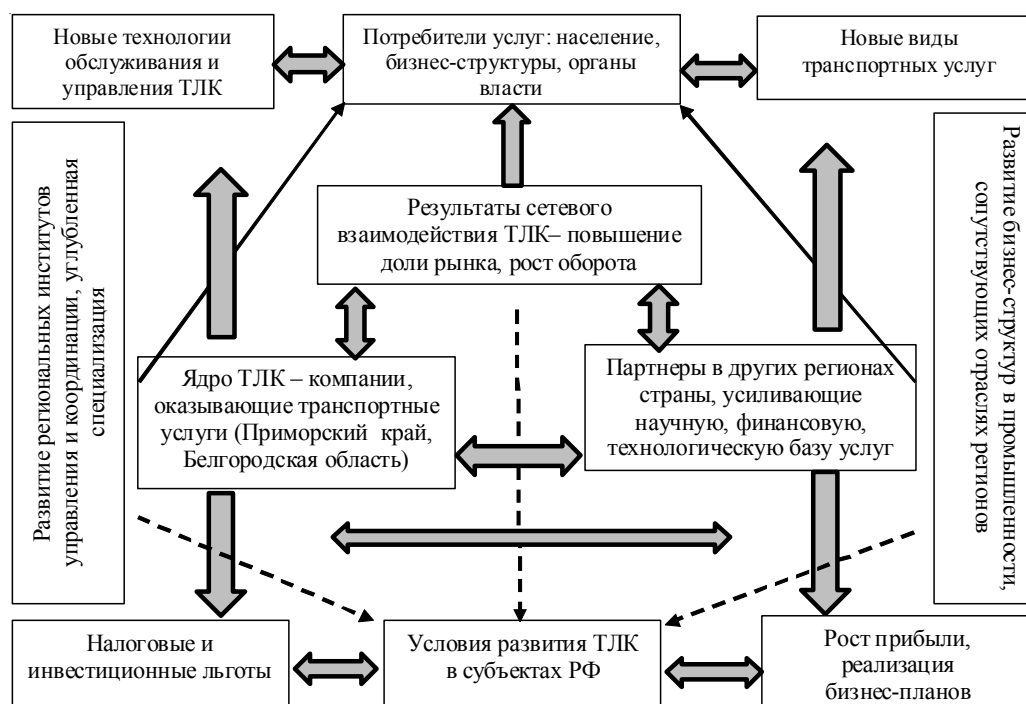 Новые технологии
обслуживания и
управления ТЛК
Потребители услуг: население,
бизнес-структуры, органы
власти
Новые виды
транспортных услуг
Развитие региональных институтов
управления и координации, углубленная
специализация
Результаты сетевого
взаимодействия ТЛК– повышение
доли рынка, рост оборота
Развитие бизнес-структур в промышленности,
сопутствующих отраслях регионов
Ядро ТЛК – компании,
оказывающие транспортные
услуги (Приморский край,
Белгородская область)
Партнеры в других регионах
страны, усиливающие
научную, финансовую,
технологическую базу услуг
Налоговые и
инвестиционные льготы
Условия развития ТЛК
в субъектах РФ
Рост прибыли,
реализация
бизнес-планов